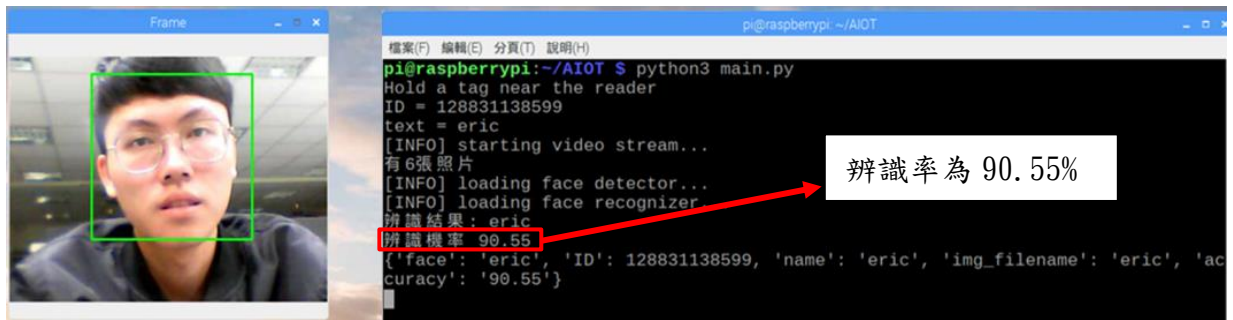 Frame
pi@raspberrypi: ~/AIOT
檔案(F) 編輯(E) 分頁(T) 說明(H)
pi@raspberrypi:~/AIOT $ python3 main.py
Hold a tag near the reader
ID = 128831138599
text = eric
[INFO] starting video stream...
有6張照片
[INFO] loading face detector...
[INFO] loading face recognizer.
辨識結果: eric
辨識機率 90.55
{'face': 'eric', 'ID': 128831138599, 'name': 'eric', 'img_filename': 'eric', 'ac
curacy': '90.55'}
辨識率為 90.55%